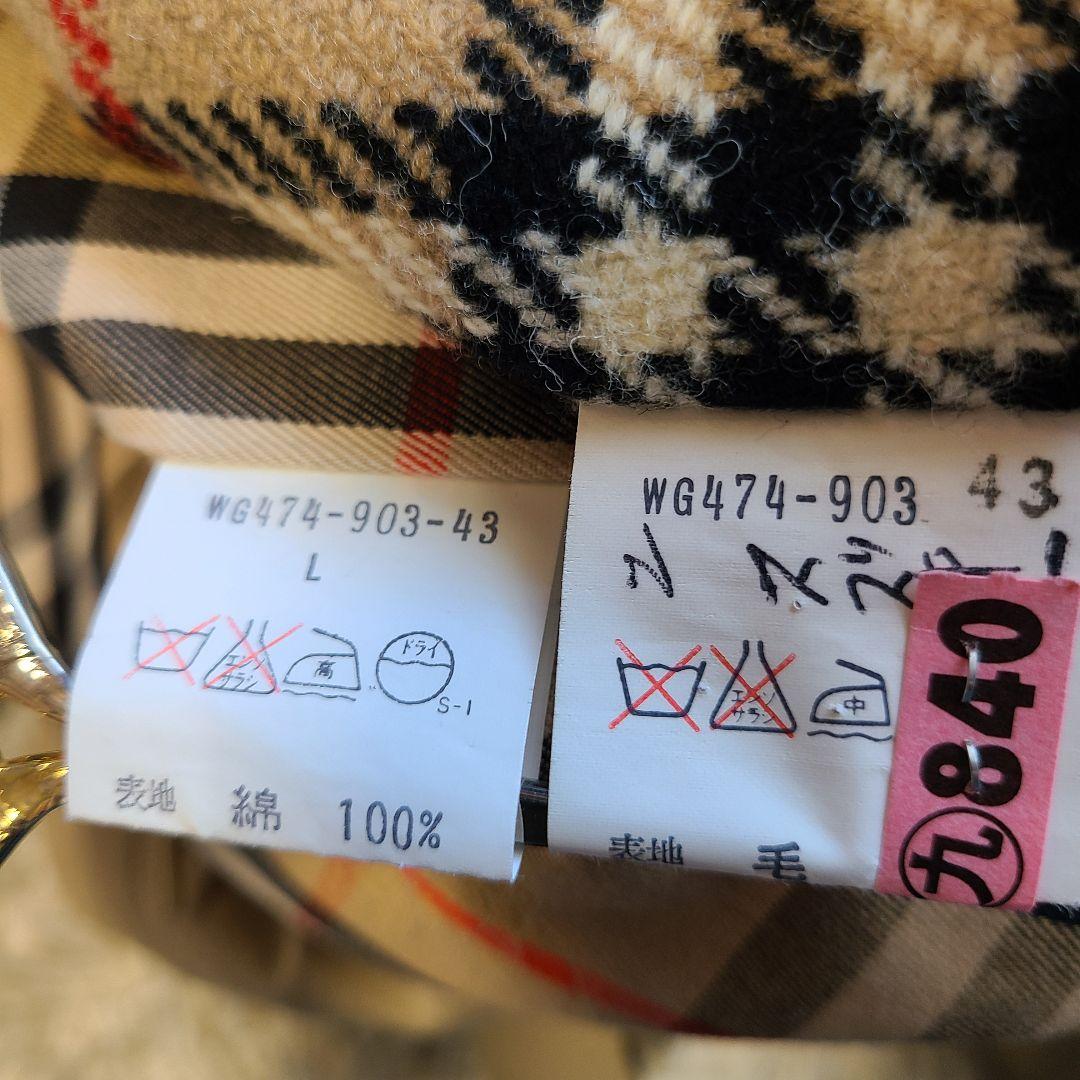 WG474-903-43
L
エンソ
サラシ
高
ドライ
S-1
表地 綿 100%
WG474-903 43
エンソ
サラシ
中
表地 毛
840
九